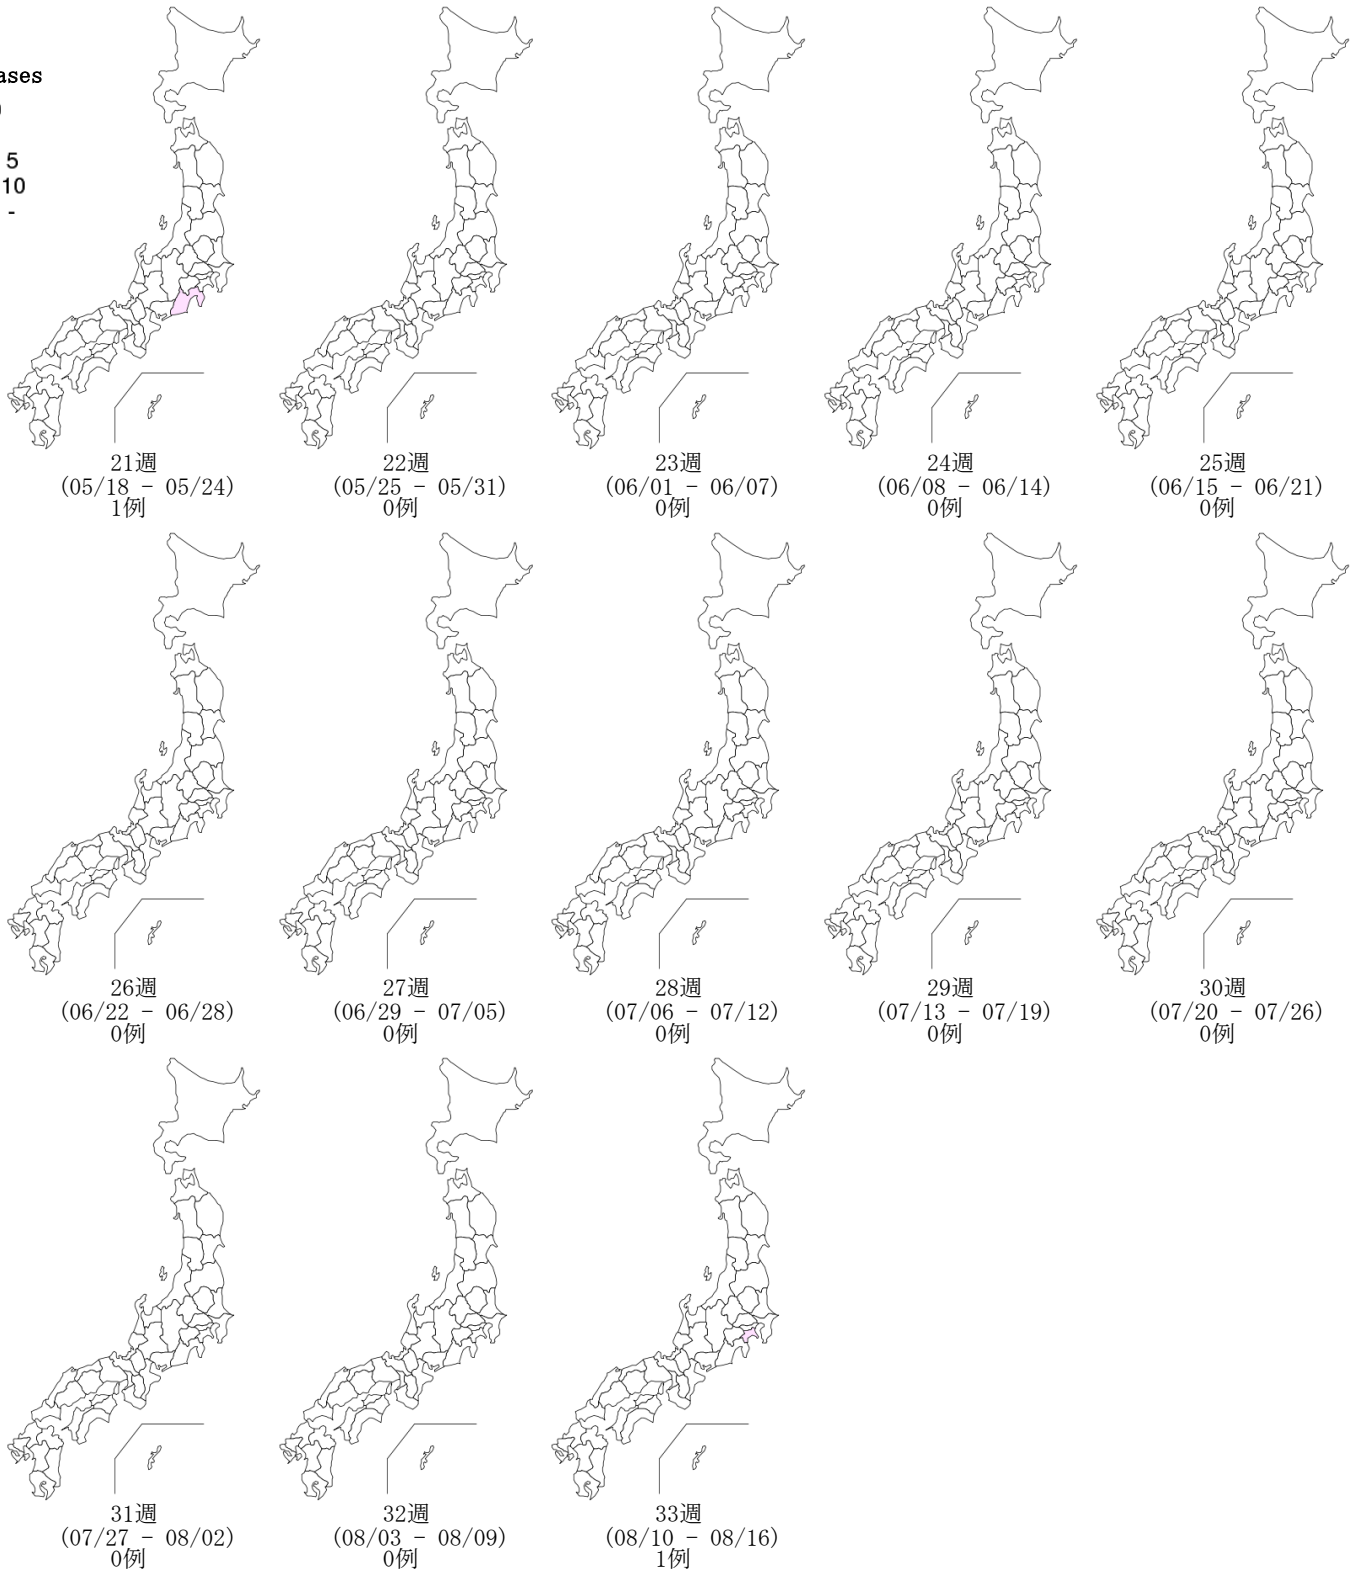 ases
5
10
-
21週
(05/18 - 05/24)
1例
22週
(05/25 - 05/31)
0例
23週
(06/01 - 06/07)
0例
24週
(06/08 - 06/14)
0例
25週
(06/15 - 06/21)
0例
26週
(06/22 - 06/28)
0例
27週
(06/29 - 07/05)
0例
28週
(07/06 - 07/12)
0例
29週
(07/13 - 07/19)
0例
30週
(07/20 - 07/26)
0例
31週
(07/27 - 08/02)
0例
32週
(08/03 - 08/09)
0例
33週
(08/10 - 08/16)
1例